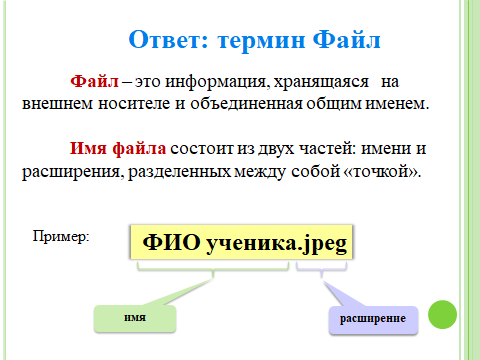 Ответ: термин Файл
Файл – это информация, хранящаяся на
внешнем носителе и объединенная общим именем.
Имя файла состоит из двух частей: имени и
расширения, разделенных между собой «точкой».
Пример:
ФИО ученика.jpeg
имя
расширение